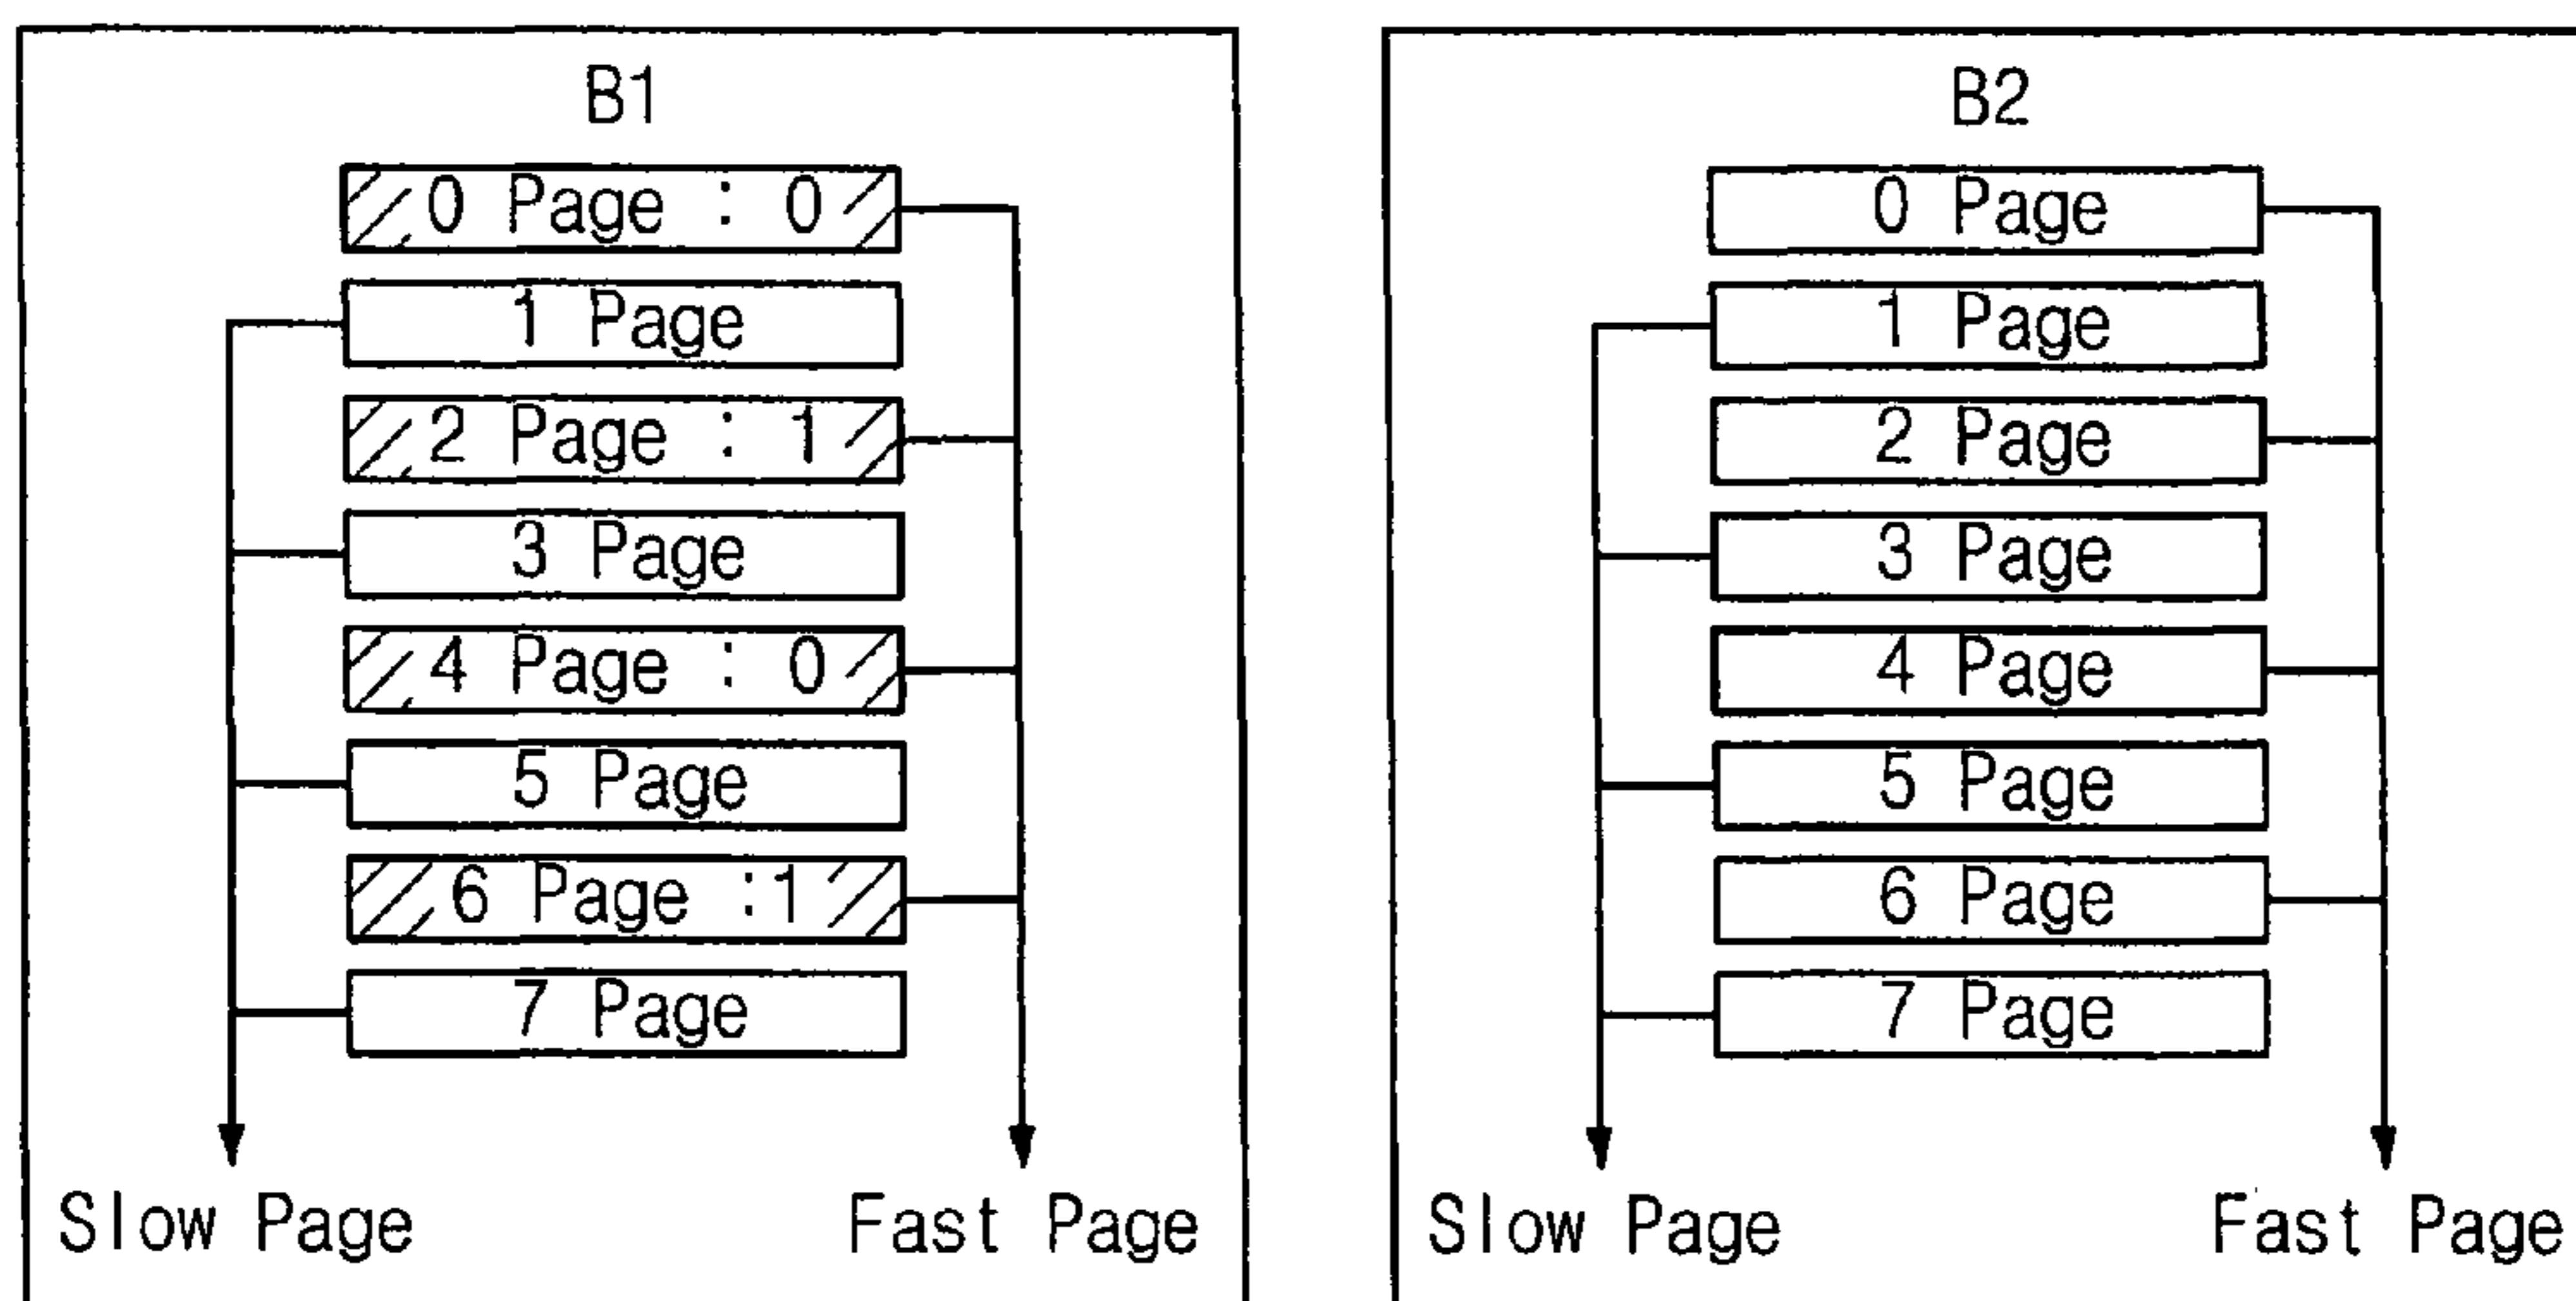 B1
0 Page : 0
1 Page
2 Page : 1
3 Page
4 Page : 0
5 Page
6 Page :1
7 Page
Slow Page
Fast Page
B2
0 Page
1 Page
2 Page
3 Page
4 Page
5 Page
6 Page
7 Page
Slow Page
Fast Page